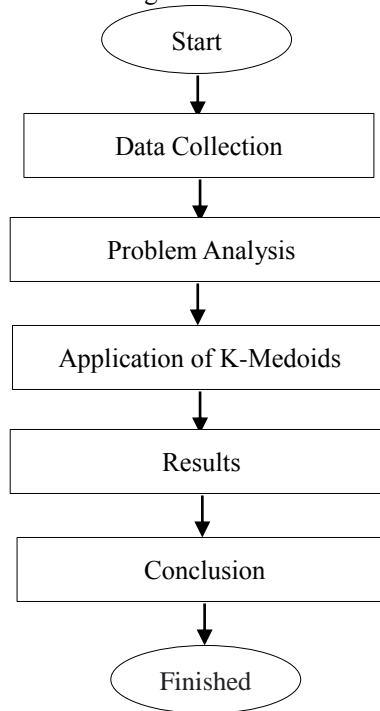 Start
Data Collection
Problem Analysis
Application of K-Medoids
Results
Conclusion
Finished